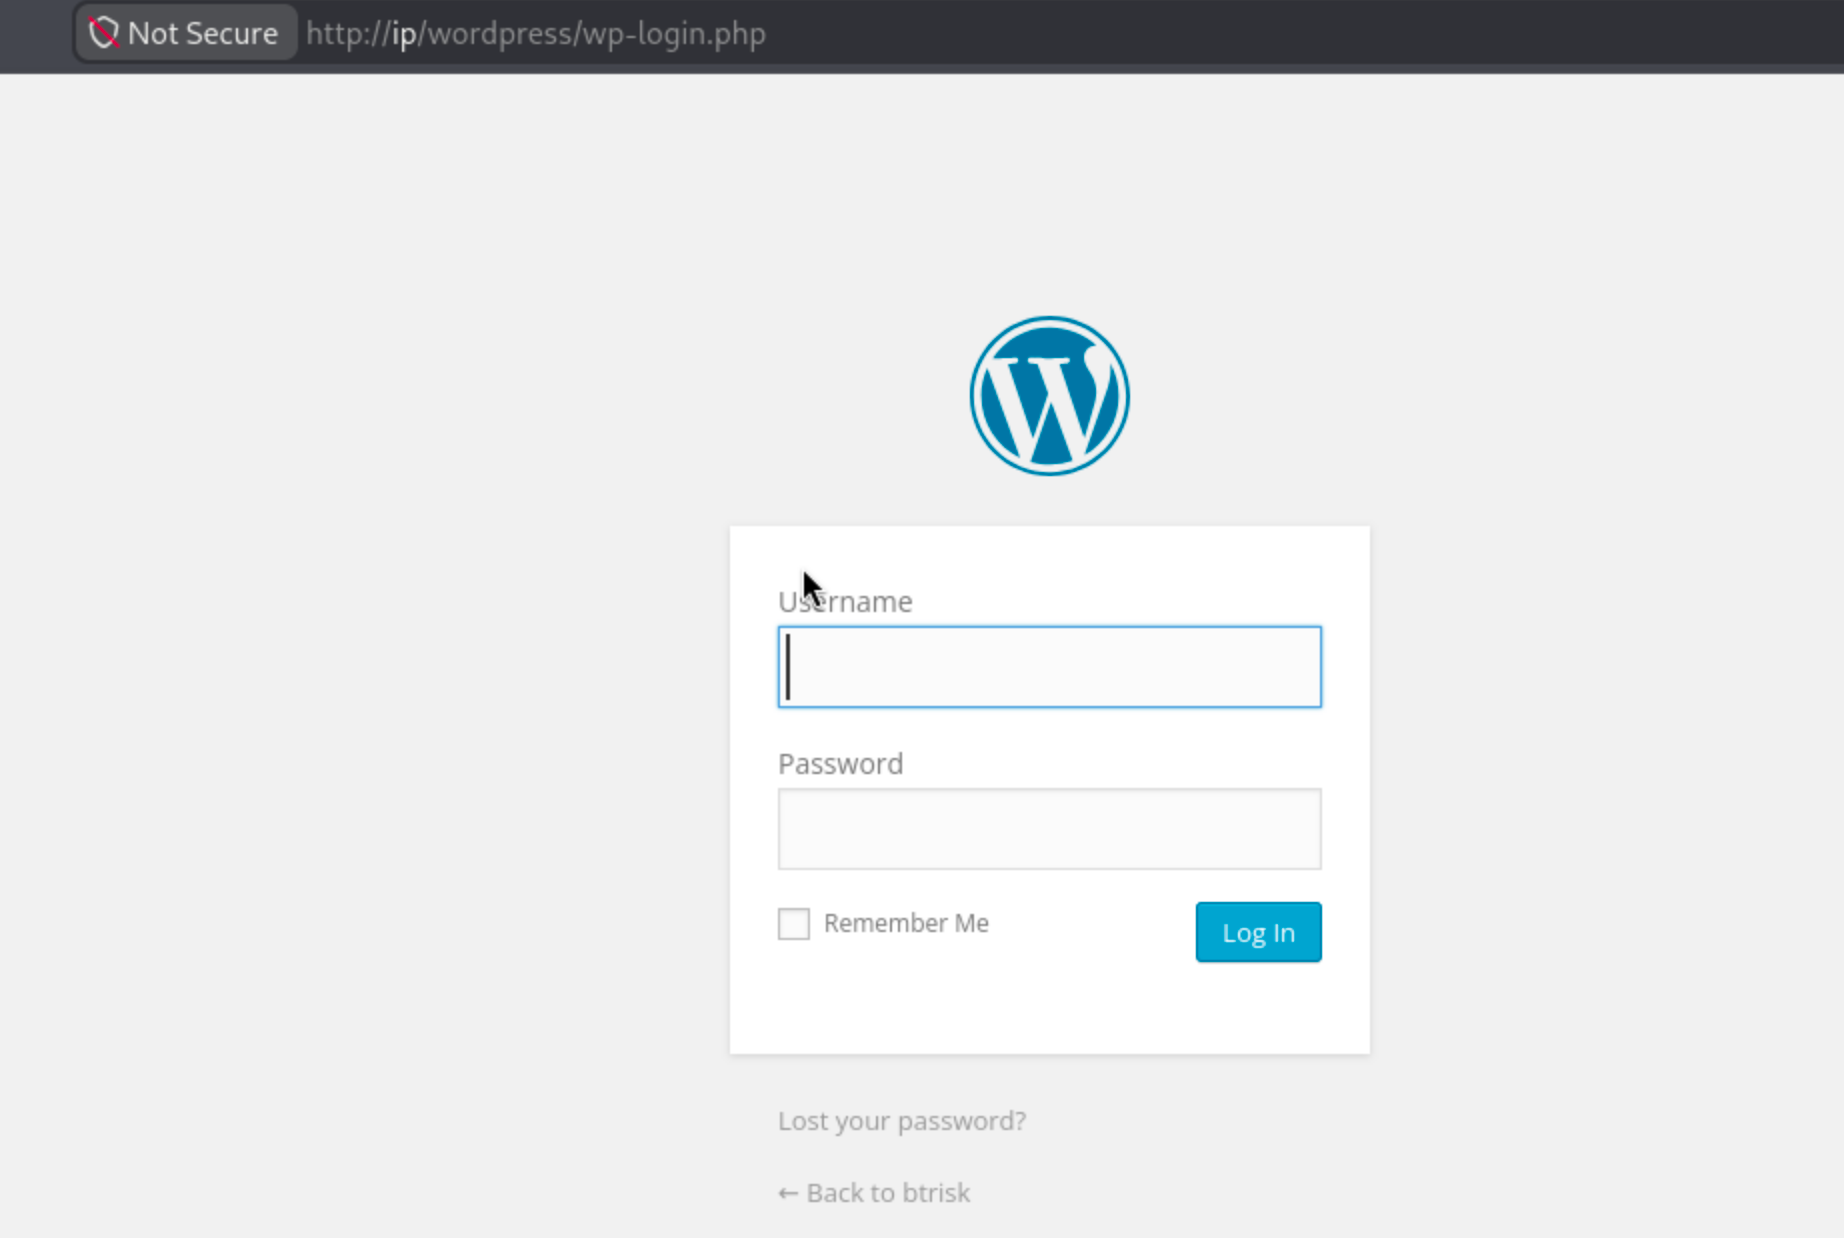 Not Secure http://ip/wordpress/wp-login.php
Username
Password
Remember Me
Log In
Lost your password?
← Back to btrisk